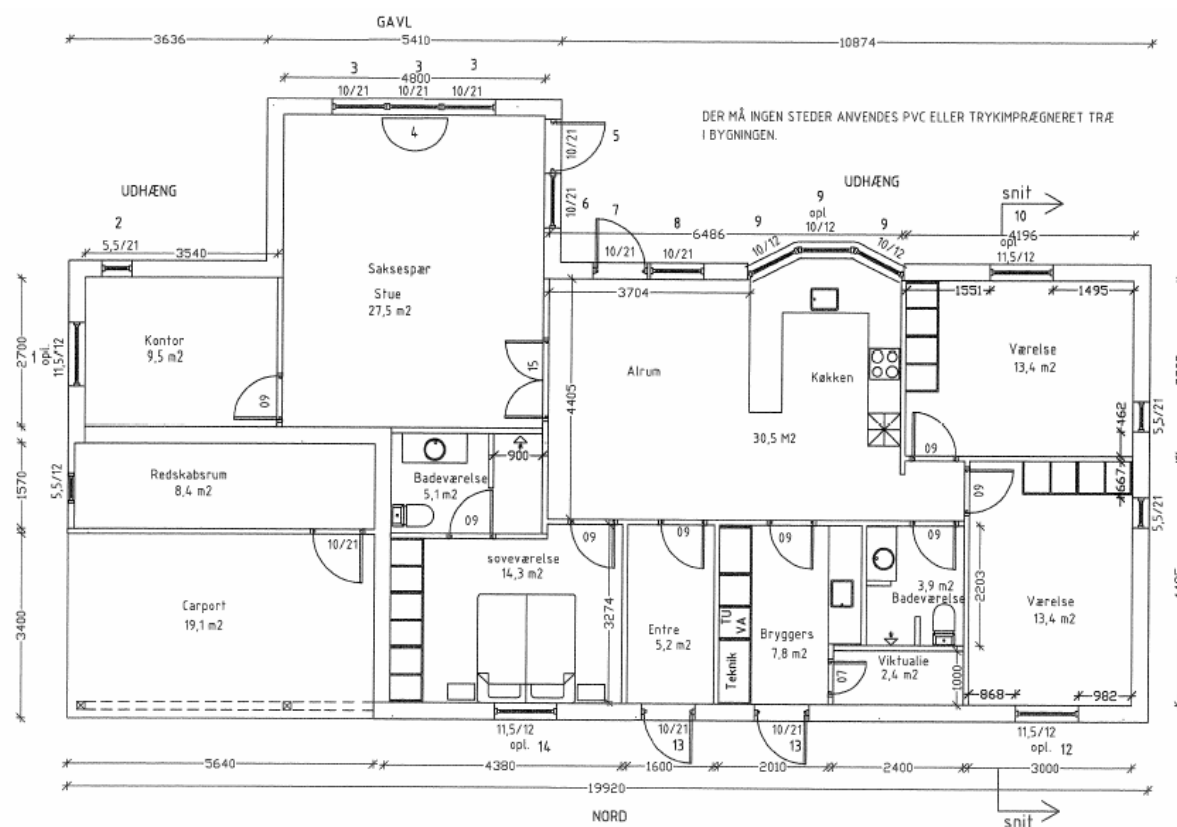 GAVL
3636 5410 10874
3 3 3
4800
10/21 10/21 10/21
4
10/21 5
DER MÅ INGEN STEDER ANVENDES PVC ELLER TRYKIMPRÆGNERET TRÆ
I BYGNINGEN.
UDHÆNG
UDHÆNG
snit
2
5,5/21
3540
10/21 6 7 8 9 9 9
opl
10/12
6486
10
4196
opl
11,5/12
10/21 10/21
10/12 10/12
Saksespær
Stue
27,5 m2
3704
1551 1495
Kontor
9,5 m2
2700
1
opl.
11,5/12
09
15
4405
Alrum
Køkken
30,5 M2
Værelse
13,4 m2
462
5,5/21
09
1570
5,5/12
Redskabsrum
8,4 m2
900
Badeværelse
5,1 m2
09
667
09
5,5/21
10/21
soveværelse
14,3 m2
09
09
09
09
3400
Carport
19,1 m2
3274
Entre
5,2 m2
TU
VA
Teknik
Bryggers
7,8 m2
3,9 m2
Badeværelse
2203
Værelse
13,4 m2
Viktualie
2,4 m2
07
1000
868 982
11,5/12
opl. 14
10/21
13
10/21
13
11,5/12
opl. 12
5640 4380 1600 2010 2400 3000
19920
NORD
snit